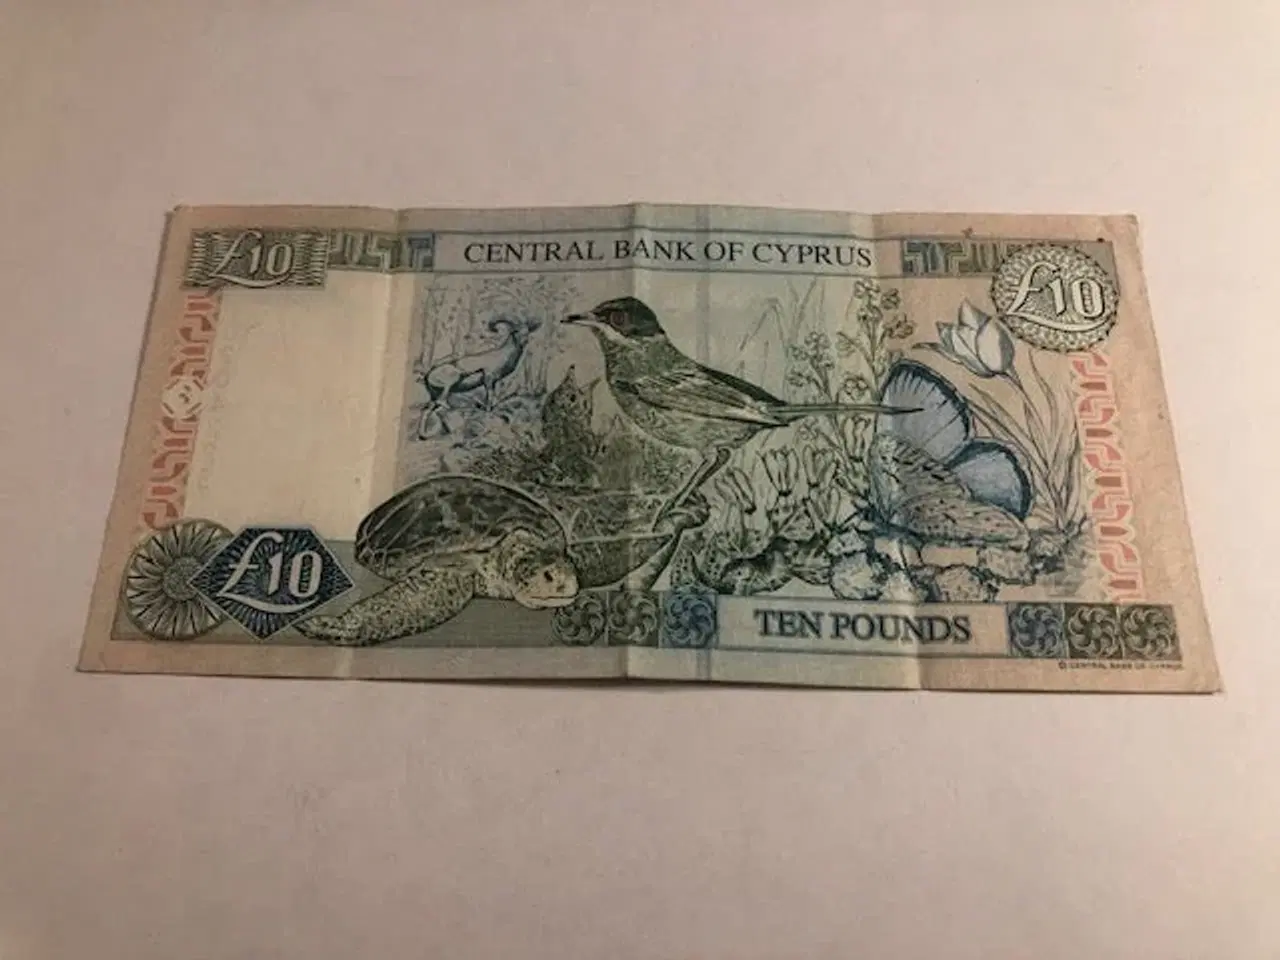 £10
CENTRAL BANK OF CYPRUS
£10
£10
TEN POUNDS
© CENTRAL BANK OF CYPRUS